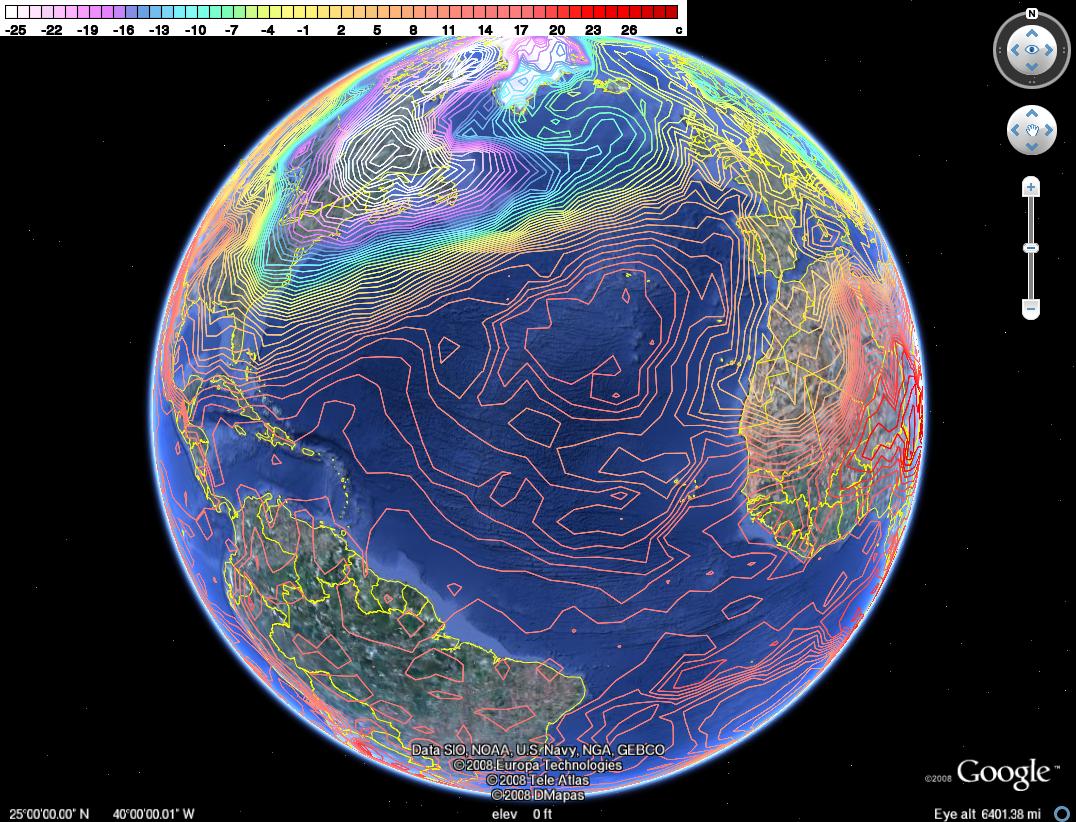 -25 -22 -19 -16 -13 -10 -7 -4 -1 2 5 8 11 14 17 20 23 26 c
N
Data SIO, NOAA, U.S. Navy, NGA, GEBCO
©2008 Europa Technologies
©2008 Tele Atlas
©2008 DMapas
©2008 Google™
25°00'00.00" N 40°00'00.01" W elev 0 ft Eye alt 6401.38 mi